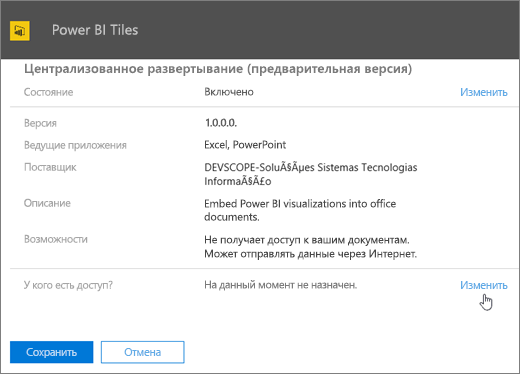 Power BI Tiles
Централизованное развертывание (предварительная версия)
Состояние Включено Изменить
Версия 1.0.0.0.
Ведущие приложения Excel, PowerPoint
Поставщик DEVSCOPE-SoluÃ§Ãµes Sistemas Tecnologias
InformaÃ§Ã£o
Описание Embed Power BI visualizations into office
documents.
Возможности Не получает доступ к вашим документам.
Может отправлять данные через Интернет.
У кого есть доступ? На данный момент не назначен. Изменить
Сохранить Отмена